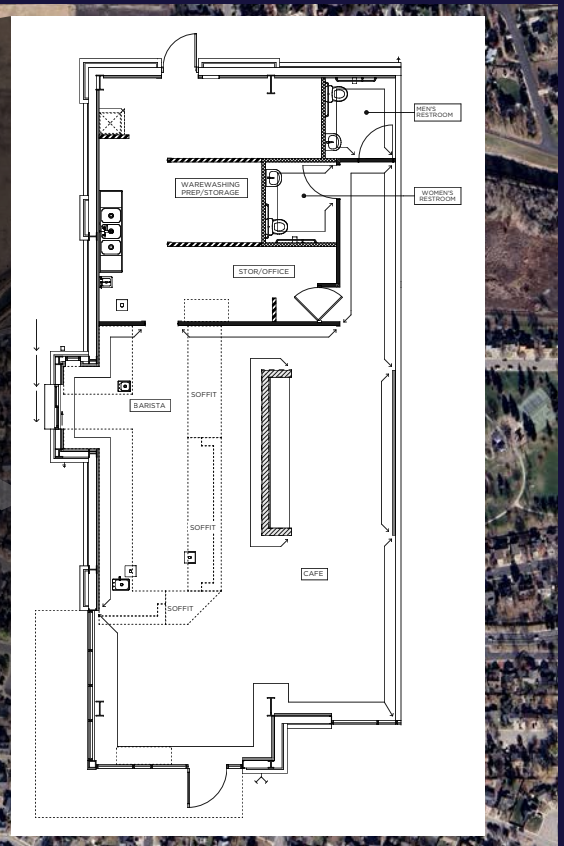 MEN'S
RESTROOM
WAREWASHING
PREP/STORAGE
WOMEN'S
RESTROOM
STOR/OFFICE
SOFFIT
BARISTA
SOFFIT
CAFE
SOFFIT